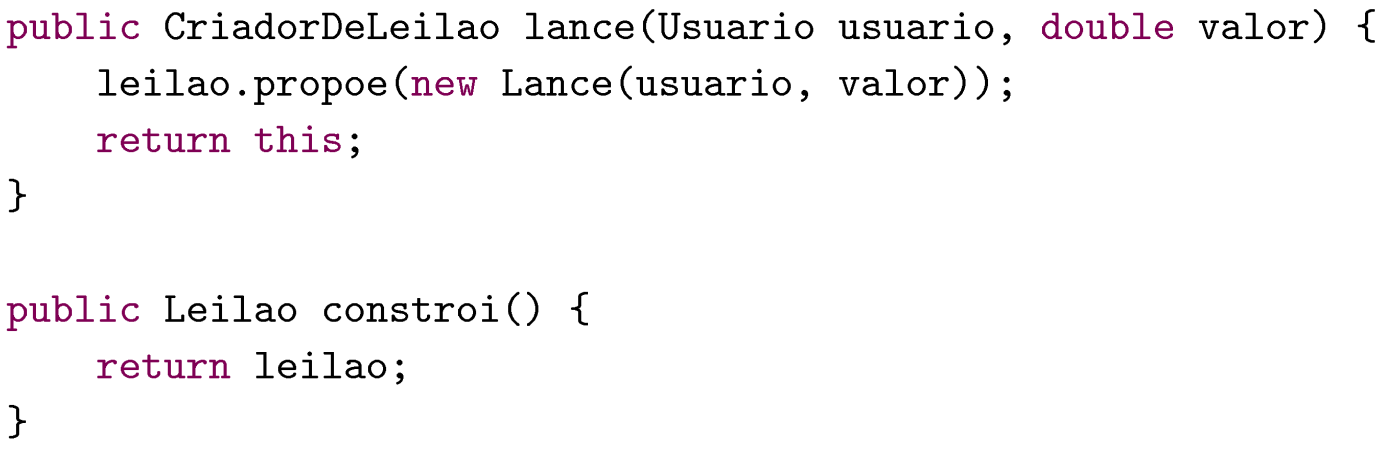 public CriadorDeLeilao lance(Usuario usuario, double valor) {
    leilao.propoe(new Lance(usuario, valor));
    return this;
}

public Leilao constroi() {
    return leilao;
}